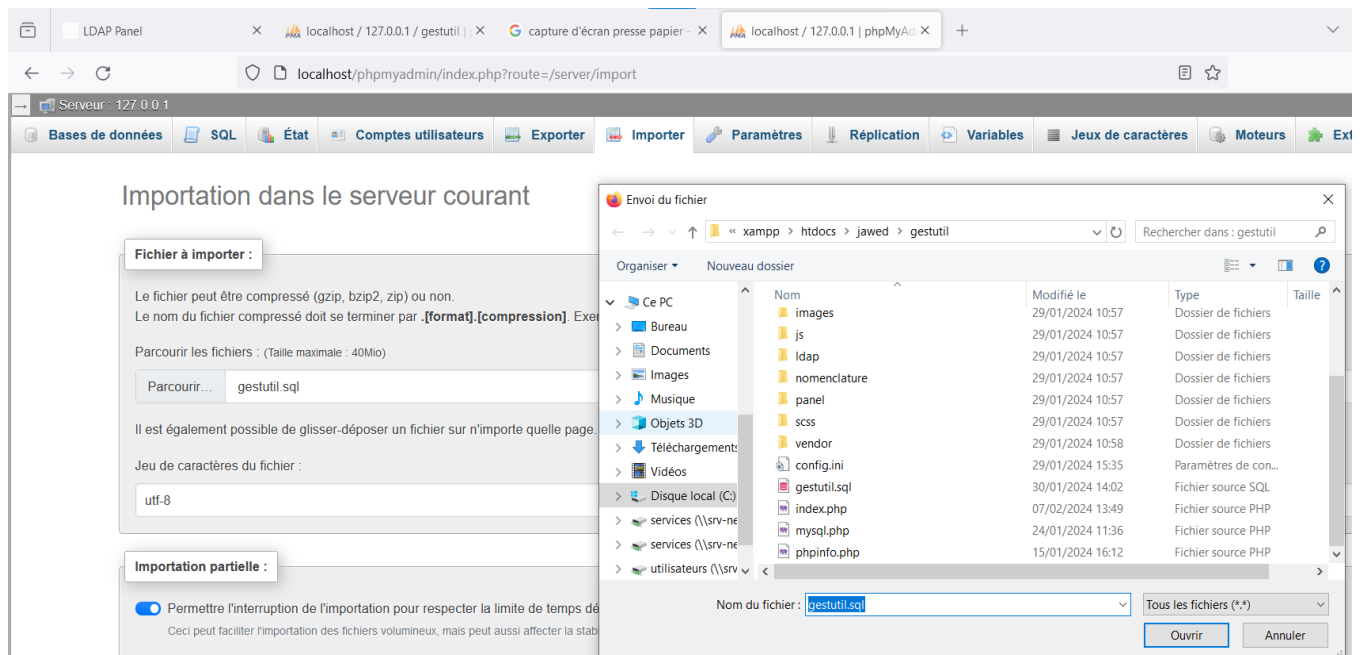 LDAP Panel
localhost / 127.0.0.1 / gestutil |
capture d'écran presse papier -
localhost / 127.0.0.1 | phpMyAd
localhost/phpmyadmin/index.php?route=/server/import
Serveur : 127.0.0.1
Bases de données SQL État Comptes utilisateurs Exporter Importer Paramètres Réplication Variables Jeux de caractères Moteurs Ext
Importation dans le serveur courant
Fichier à importer :
Le fichier peut être compressé (gzip, bzip2, zip) ou non.
Le nom du fichier compressé doit se terminer par .[format].[compression]. Exer
Parcourir les fichiers : (Taille maximale : 40Mio)
Parcourir... gestutil.sql
Il est également possible de glisser-déposer un fichier sur n'importe quelle page.
Jeu de caractères du fichier :
utf-8
Importation partielle :
Permettre l'interruption de l'importation pour respecter la limite de temps dé
Ceci peut faciliter l'importation des fichiers volumineux, mais peut aussi affecter la stab
Envoi du fichier
« xampp > htdocs > jawed > gestutil
Rechercher dans : gestutil
Organiser Nouveau dossier
?
Ce PC
Bureau
Documents
Images
Musique
Objets 3D
Téléchargements
Vidéos
Disque local (C:)
services (\\srv-ne
services (\\srv-ne
utilisateurs (\\srv
Nom Modifié le Type Taille
images 29/01/2024 10:57 Dossier de fichiers
js 29/01/2024 10:57 Dossier de fichiers
ldap 29/01/2024 10:57 Dossier de fichiers
nomenclature 29/01/2024 10:57 Dossier de fichiers
panel 29/01/2024 10:57 Dossier de fichiers
scss 29/01/2024 10:57 Dossier de fichiers
vendor 29/01/2024 10:58 Dossier de fichiers
config.ini 29/01/2024 15:35 Paramètres de con...
gestutil.sql 30/01/2024 14:02 Fichier source SQL
index.php 07/02/2024 13:49 Fichier source PHP
mysql.php 24/01/2024 11:36 Fichier source PHP
phpinfo.php 15/01/2024 16:12 Fichier source PHP
Nom du fichier : gestutil.sql Tous les fichiers (*.*)
Ouvrir Annuler